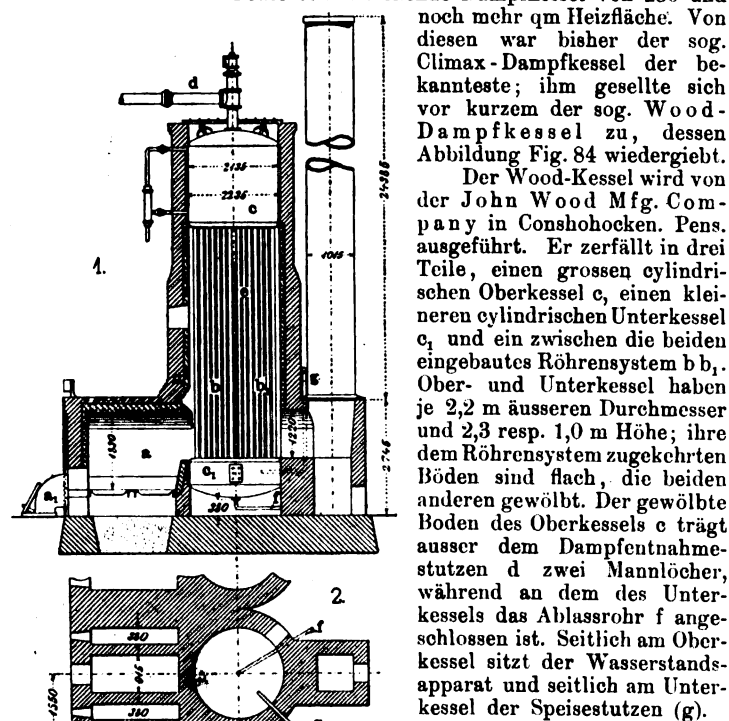 noch mehr qm Heizfläche. Von
diesen war bisher der sog.
Climax-Dampfkessel der be-
kannteste; ihm gesellte sich
vor kurzem der sog. Wood-
Dampfkessel zu, dessen
Abbildung Fig. 84 wiedergiebt.
Der Wood-Kessel wird von
der John Wood Mfg. Com-
pany in Conshohocken. Pens.
ausgeführt. Er zerfällt in drei
Teile, einen grossen cylindri-
schen Oberkessel c, einen klei-
neren cylindrischen Unterkessel
c₁ und ein zwischen die beiden
eingebautes Röhrensystem b b₁.
Ober- und Unterkessel haben
je 2,2 m äusseren Durchmesser
und 2,3 resp. 1,0 m Höhe; ihre
dem Röhrensystem zugekehrten
Böden sind flach, die beiden
anderen gewölbt. Der gewölbte
Boden des Oberkessels c trägt
ausser dem Dampfentnahme-
stutzen d zwei Mannlöcher,
während an dem des Unter-
kessels das Ablassrohr f ange-
schlossen ist. Seitlich am Ober-
kessel sitzt der Wasserstands-
apparat und seitlich am Unter-
kessel der Speisestutzen (g).
d
2135
2235
c
1.
1015
24385
e
b
b₁
g
a
a₁
1330
1220
2745
c₁
f
380
2.
380
915
380
1550
f